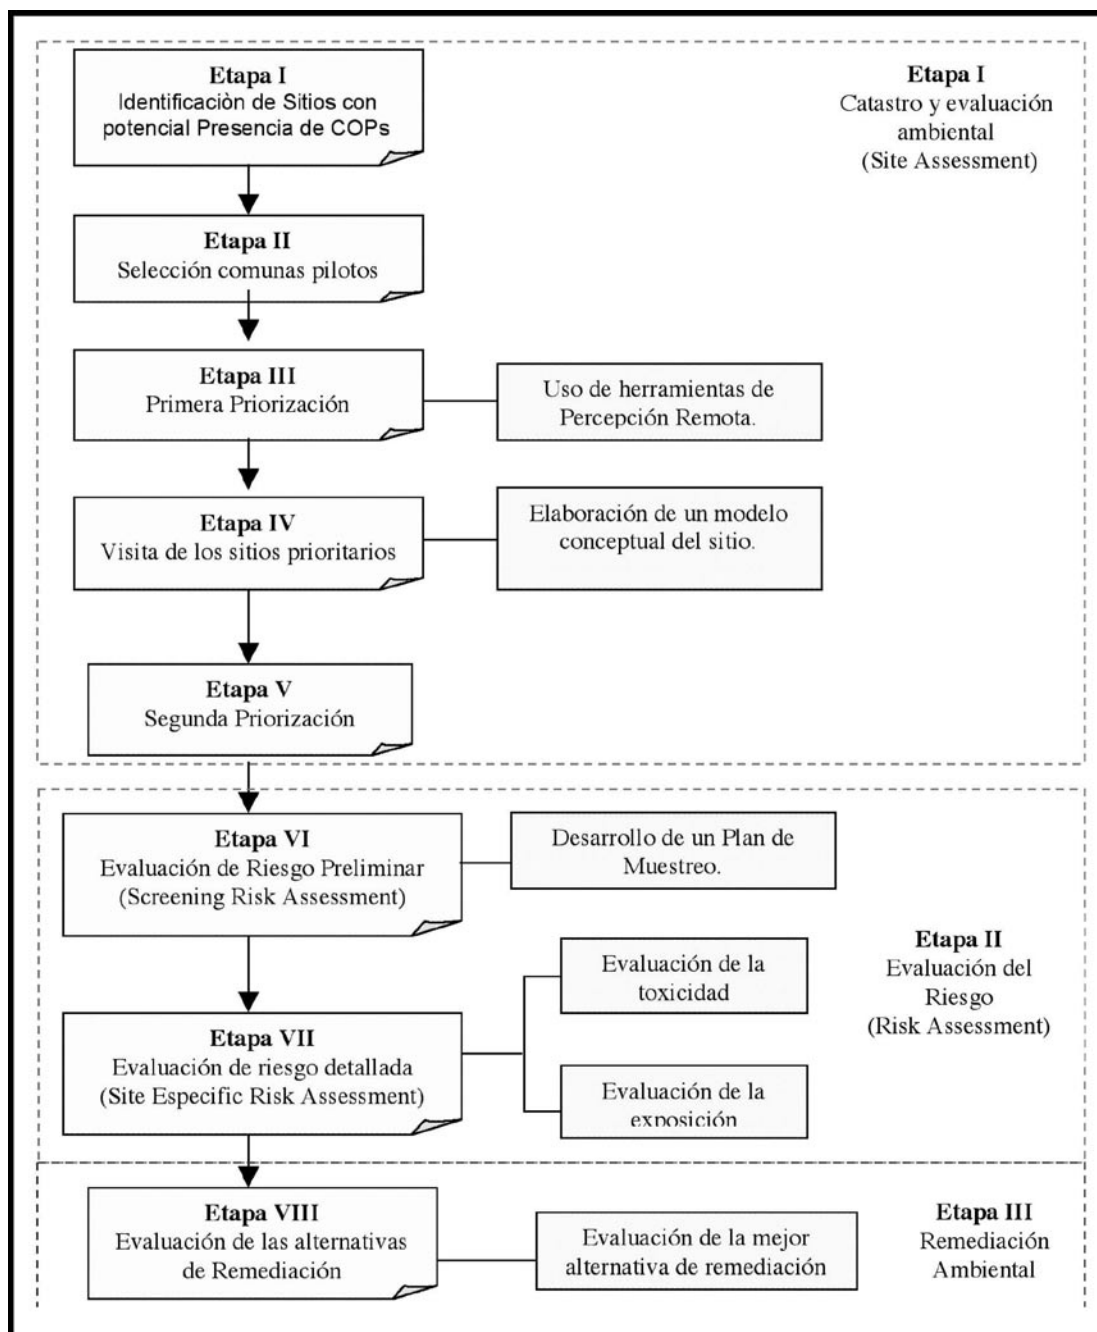 Etapa I
Identificaciòn de Sitios con
potencial Presencia de COPs
Etapa I
Catastro y evaluación
ambiental
(Site Assessment)
Etapa II
Selección comunas pilotos
Etapa III
Primera Priorización
Uso de herramientas de
Percepción Remota.
Etapa IV
Visita de los sitios prioritarios
Elaboración de un modelo
conceptual del sitio.
Etapa V
Segunda Priorización
Etapa VI
Evaluación de Riesgo Preliminar
(Screening Risk Assessment)
Desarrollo de un Plan de
Muestreo.
Etapa II
Evaluación del
Riesgo
(Risk Assessment)
Evaluación de la
toxicidad
Etapa VII
Evaluación de riesgo detallada
(Site Especific Risk Assessment)
Evaluación de la
exposición
Etapa VIII
Evaluación de las alternativas
de Remediación
Evaluación de la mejor
alternativa de remediación
Etapa III
Remediación
Ambiental